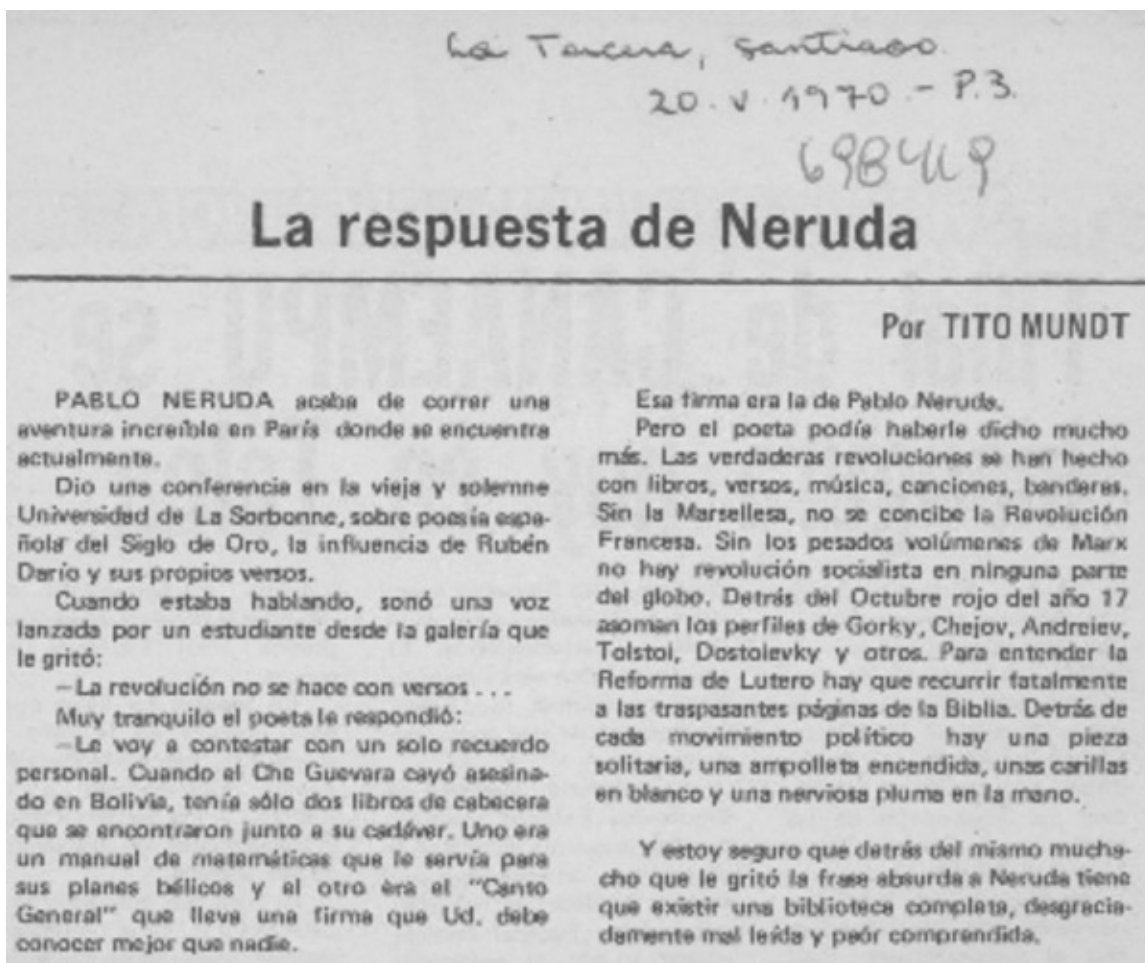 La Tercera, Santiago.
20. V. 1970. - P.3.
698419
La respuesta de Neruda
Por TITO MUNDT
PABLO NERUDA acaba de correr una
aventura increíble en París donde se encuentra
actualmente.
Dio una conferencia en la vieja y solemne
Universidad de La Sorbonne, sobre poesía espa-
ñola del Siglo de Oro, la influencia de Rubén
Darío y sus propios versos.
Cuando estaba hablando, sonó una voz
lanzada por un estudiante desde la galería que
le gritó:
—La revolución no se hace con versos . . .
Muy tranquilo el poeta le respondió:
—Le voy a contestar con un solo recuerdo
personal. Cuando el Che Guevara cayó asesina-
do en Bolivia, tenía sólo dos libros de cabecera
que se encontraron junto a su cadáver. Uno era
un manual de matemáticas que le servía para
sus planes bélicos y el otro èra el "Canto
General" que lleva una firma que Ud. debe
conocer mejor que nadie.
Esa firma era la de Pablo Neruda.
Pero el poeta podía haberle dicho mucho
más. Las verdaderas revoluciones se han hecho
con libros, versos, música, canciones, banderas.
Sin la Marsellesa, no se concibe la Revolución
Francesa. Sin los pesados volúmenes de Marx
no hay revolución socialista en ninguna parte
del globo. Detrás del Octubre rojo del año 17
asoman los perfiles de Gorky, Chejov, Andreiev,
Tolstoi, Dostoievky y otros. Para entender la
Reforma de Lutero hay que recurrir fatalmente
a las traspasantes páginas de la Biblia. Detrás de
cada movimiento político hay una pieza
solitaria, una ampolleta encendida, unas carillas
en blanco y una nerviosa pluma en la mano.
Y estoy seguro que detrás del mismo mucha-
cho que le gritó la frase absurda a Neruda tiene
que existir una biblioteca completa, desgracia-
damente mal leída y peór comprendida.